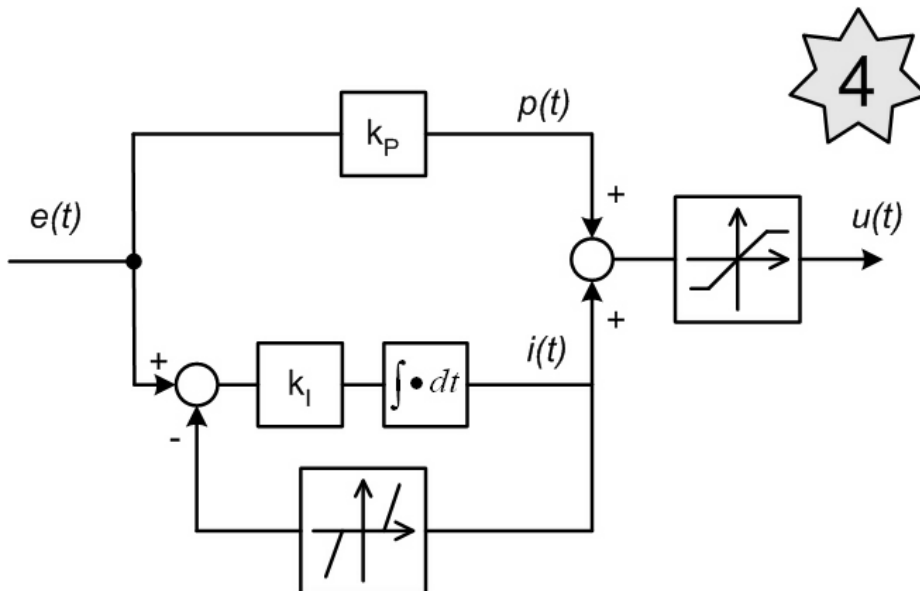 4
p(t)
k_P
+
e(t)
u(t)
+
+
i(t)
k_I
∫•dt
-